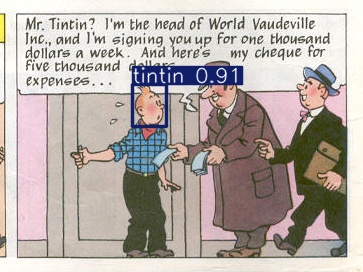 Mr. Tintin? I'm the head of World Vaudeville
Inc., and I'm signing you up for one thousand
dollars a week. And here's my cheque for
five thousand dollars
expenses...
tintin 0.91